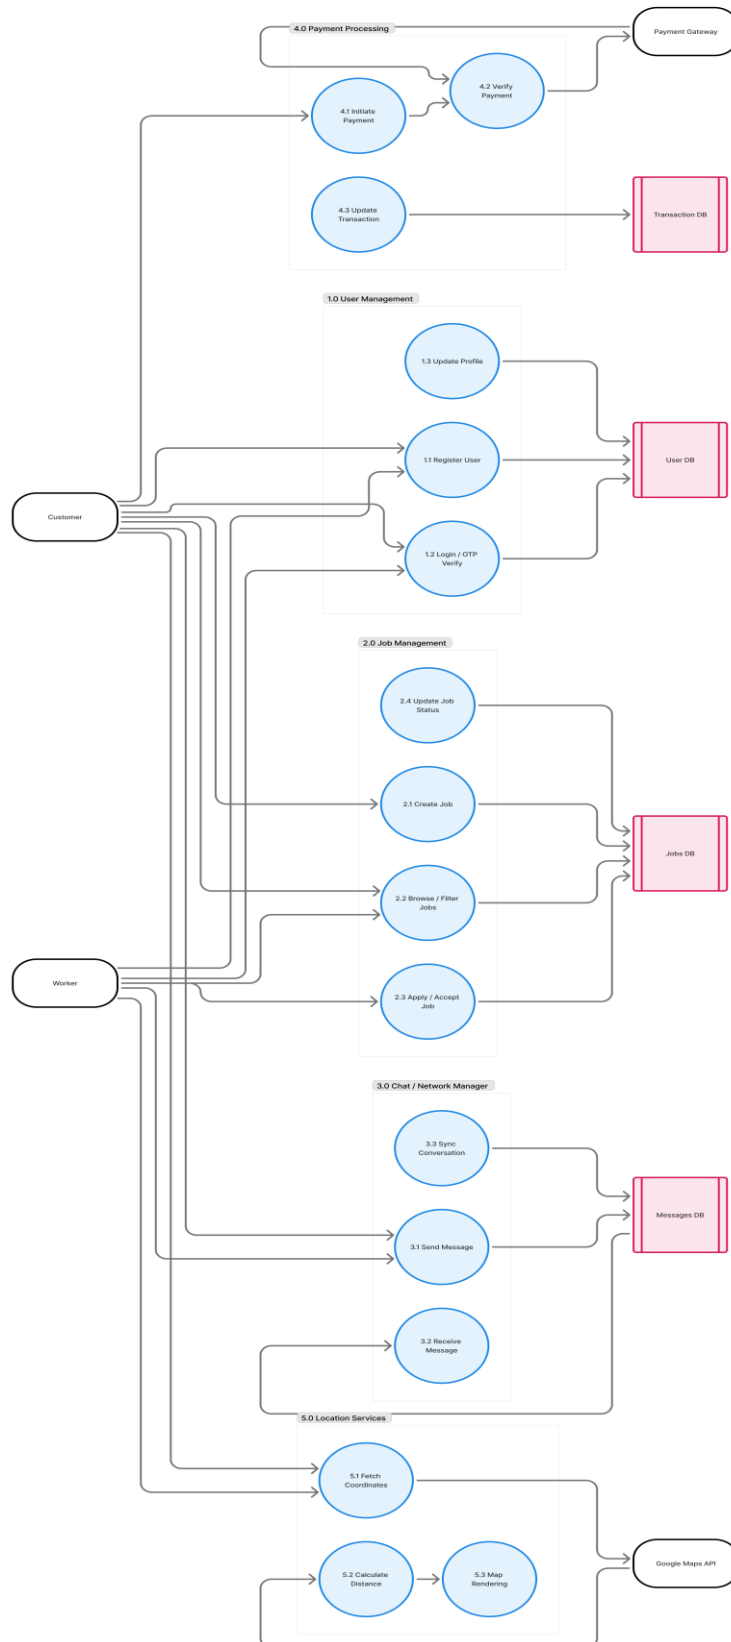 4.0 Payment Processing
Payment Gateway
4.2 Verify
Payment
4.1 Initiate
Payment
4.3 Update
Transaction
Transaction DB
1.0 User Management
1.3 Update Profile
1.1 Register User
User DB
Customer
1.2 Login / OTP
Verify
2.0 Job Management
2.4 Update Job
Status
2.1 Create Job
Jobs DB
2.2 Browse / Filter
Jobs
Worker
2.3 Apply / Accept
Job
3.0 Chat / Network Manager
3.3 Sync
Conversation
Messages DB
3.1 Send Message
3.2 Receive
Message
5.0 Location Services
5.1 Fetch
Coordinates
Google Maps API
5.2 Calculate
Distance
5.3 Map
Rendering